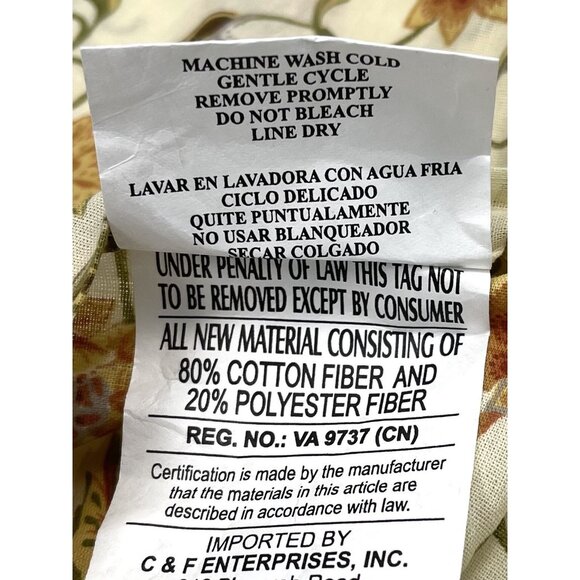 MACHINE WASH COLD
GENTLE CYCLE
REMOVE PROMPTLY
DO NOT BLEACH
LINE DRY
LAVAR EN LAVADORA CON AGUA FRIA
CICLO DELICADO
QUITE PUNTUALAMENTE
NO USAR BLANQUEADOR
SECAR COLGADO
UNDER PENALTY OF LAW THIS TAG NOT
TO BE REMOVED EXCEPT BY CONSUMER
ALL NEW MATERIAL CONSISTING OF
80% COTTON FIBER AND
20% POLYESTER FIBER
REG. NO.: VA 9737 (CN)
Certification is made by the manufacturer
that the materials in this article are
described in accordance with law.
IMPORTED BY
C & F ENTERPRISES, INC.